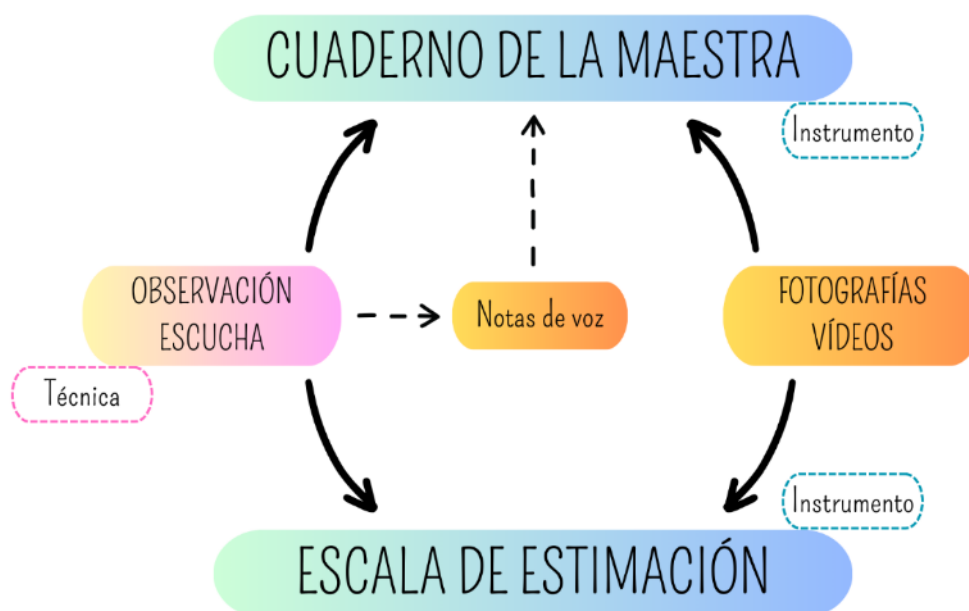 CUADERNO DE LA MAESTRA
Instrumento
OBSERVACIÓN
ESCUCHA
Técnica
Notas de voz
FOTOGRAFÍAS
VÍDEOS
Instrumento
ESCALA DE ESTIMACIÓN